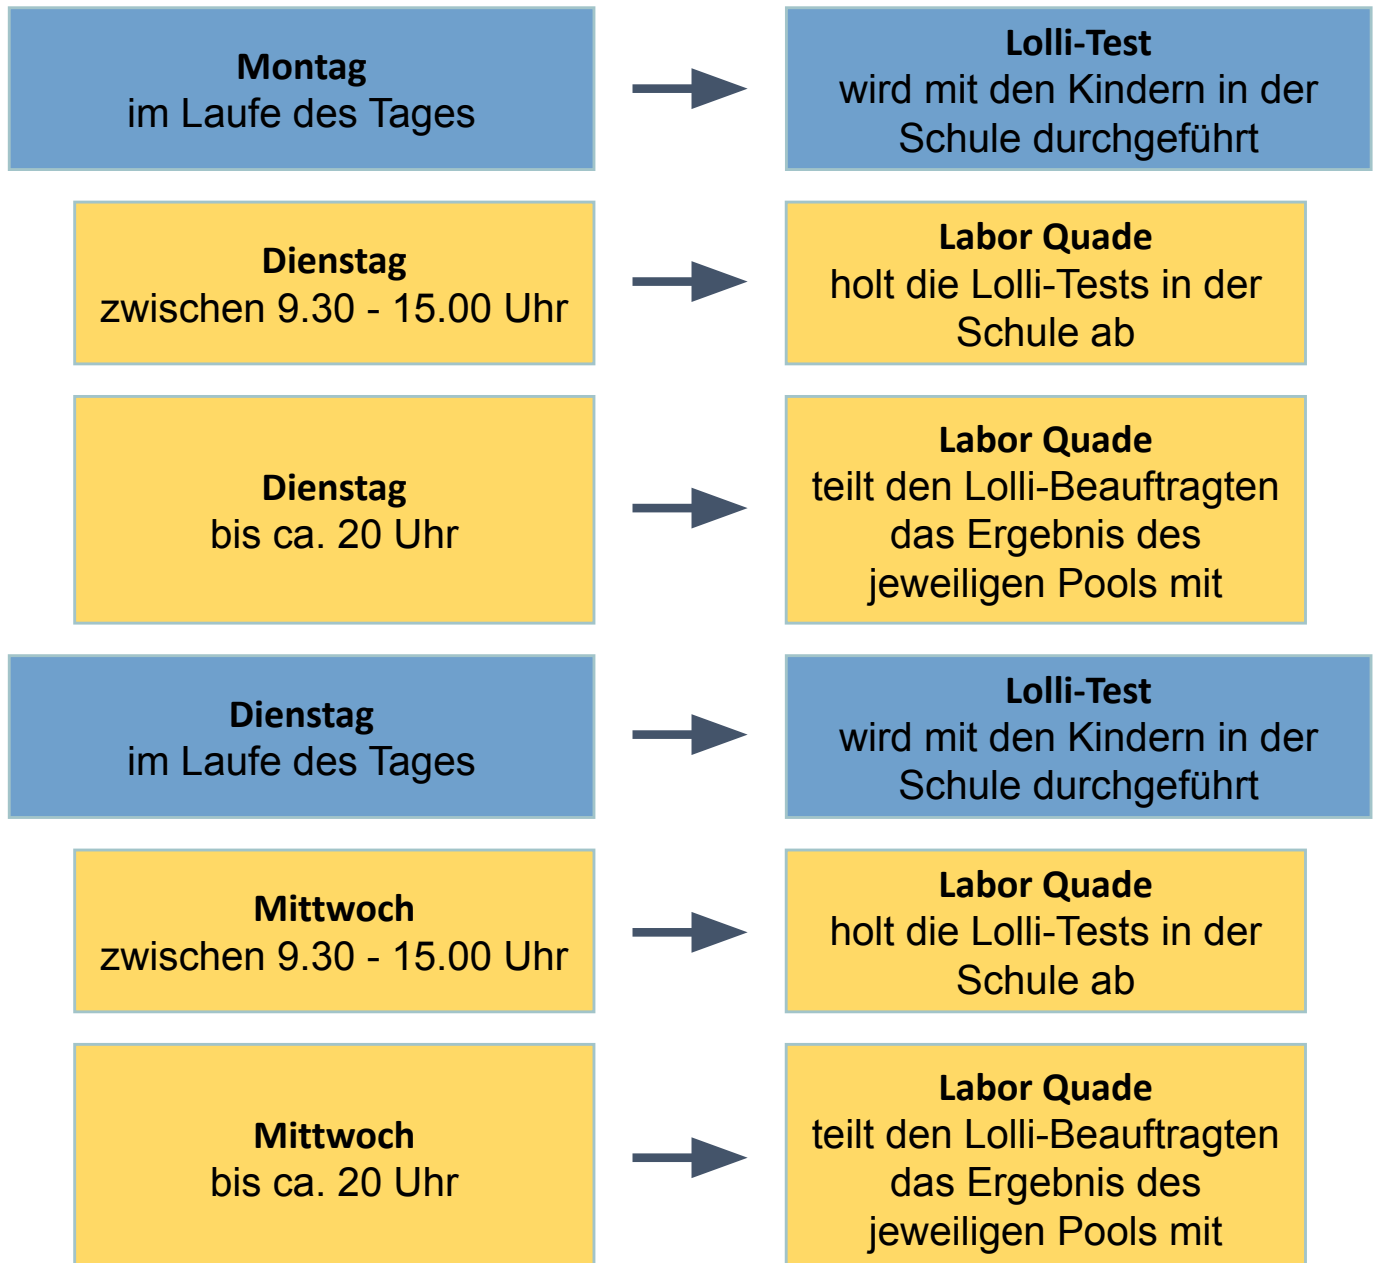 Montag
im Laufe des Tages
Lolli-Test
wird mit den Kindern in der
Schule durchgeführt
Dienstag
zwischen 9.30 - 15.00 Uhr
Labor Quade
holt die Lolli-Tests in der
Schule ab
Dienstag
bis ca. 20 Uhr
Labor Quade
teilt den Lolli-Beauftragten
das Ergebnis des
jeweiligen Pools mit
Dienstag
im Laufe des Tages
Lolli-Test
wird mit den Kindern in der
Schule durchgeführt
Mittwoch
zwischen 9.30 - 15.00 Uhr
Labor Quade
holt die Lolli-Tests in der
Schule ab
Mittwoch
bis ca. 20 Uhr
Labor Quade
teilt den Lolli-Beauftragten
das Ergebnis des
jeweiligen Pools mit